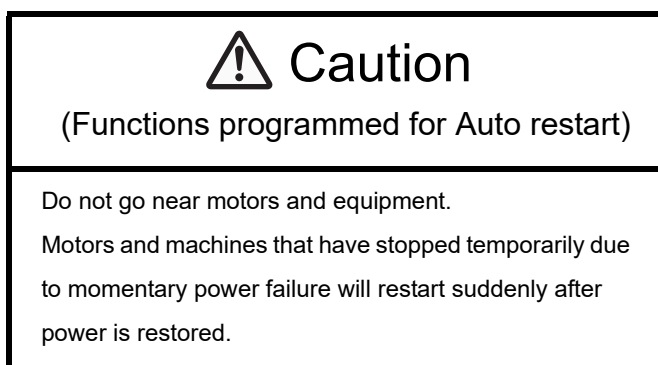 Caution
(Functions programmed for Auto restart)
Do not go near motors and equipment.
Motors and machines that have stopped temporarily due
to momentary power failure will restart suddenly after
power is restored.